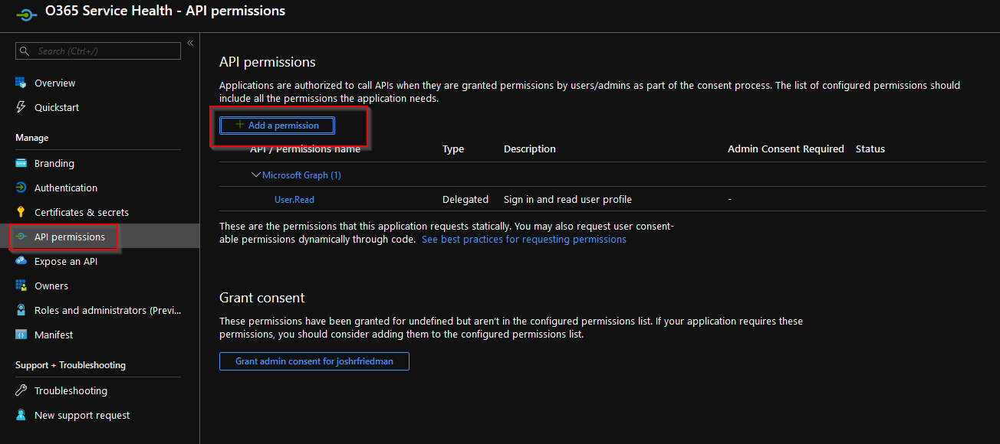 O365 Service Health - API permissions
Search (Ctrl+/)
Overview
Quickstart
Manage
Branding
Authentication
Certificates & secrets
API permissions
Expose an API
Owners
Roles and administrators (Previ...
Manifest
Support + Troubleshooting
Troubleshooting
New support request
API permissions
Applications are authorized to call APIs when they are granted permissions by users/admins as part of the consent process. The list of configured permissions should
include all the permissions the application needs.
+ Add a permission
API / Permissions name Type Description Admin Consent Required Status
Microsoft Graph (1)
User.Read Delegated Sign in and read user profile -
These are the permissions that this application requests statically. You may also request user consent-
able permissions dynamically through code. See best practices for requesting permissions
Grant consent
These permissions have been granted for undefined but aren't in the configured permissions list. If your application requires these
permissions, you should consider adding them to the configured permissions list.
Grant admin consent for joshrfriedman